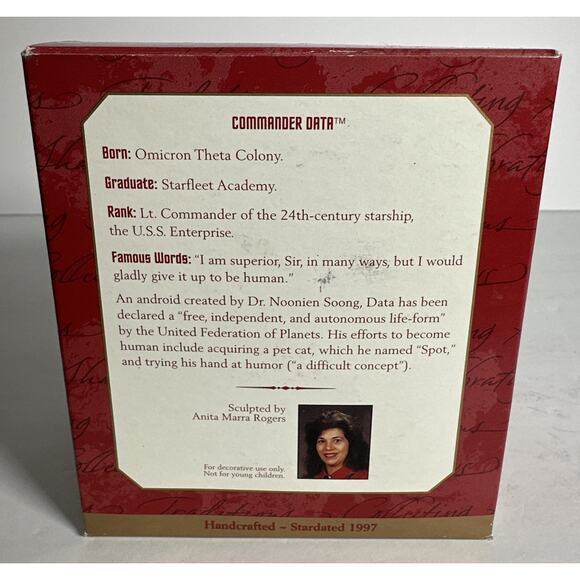 COMMANDER DATA™
Born: Omicron Theta Colony.
Graduate: Starfleet Academy.
Rank: Lt. Commander of the 24th-century starship,
the U.S.S. Enterprise.
Famous Words: “I am superior, Sir, in many ways, but I would
gladly give it up to be human.”
An android created by Dr. Noonien Soong, Data has been
declared a “free, independent, and autonomous life-form”
by the United Federation of Planets. His efforts to become
human include acquiring a pet cat, which he named “Spot,”
and trying his hand at humor (“a difficult concept”).
Sculpted by
Anita Marra Rogers
For decorative use only.
Not for young children.
Handcrafted ~ Stardated 1997